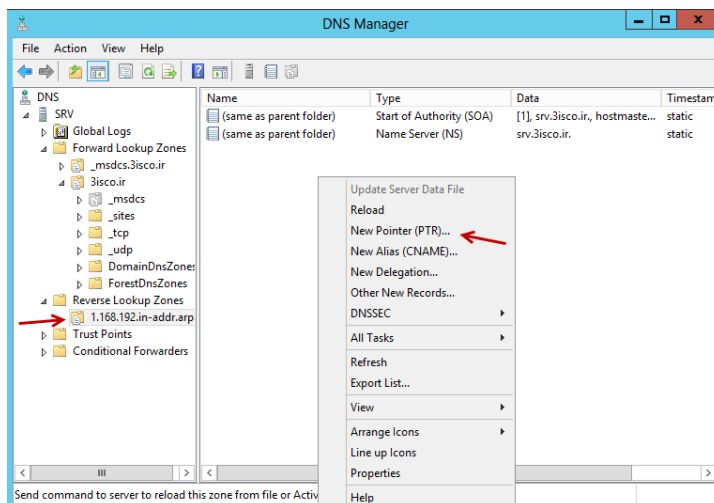 DNS Manager
File Action View Help
DNS
SRV
Global Logs
Forward Lookup Zones
_msdcs.3isco.ir
3isco.ir
_msdcs
_sites
_tcp
_udp
DomainDnsZones
ForestDnsZones
Reverse Lookup Zones
1.168.192.in-addr.arp
Trust Points
Conditional Forwarders
Name Type Data Timestam
(same as parent folder) Start of Authority (SOA) [1], srv.3isco.ir., hostmaste... static
(same as parent folder) Name Server (NS) srv.3isco.ir. static
Update Server Data File
Reload
New Pointer (PTR)...
New Alias (CNAME)...
New Delegation...
Other New Records...
DNSSEC
All Tasks
Refresh
Export List...
View
Arrange Icons
Line up Icons
Properties
Help
Send command to server to reload this zone from file or Activ